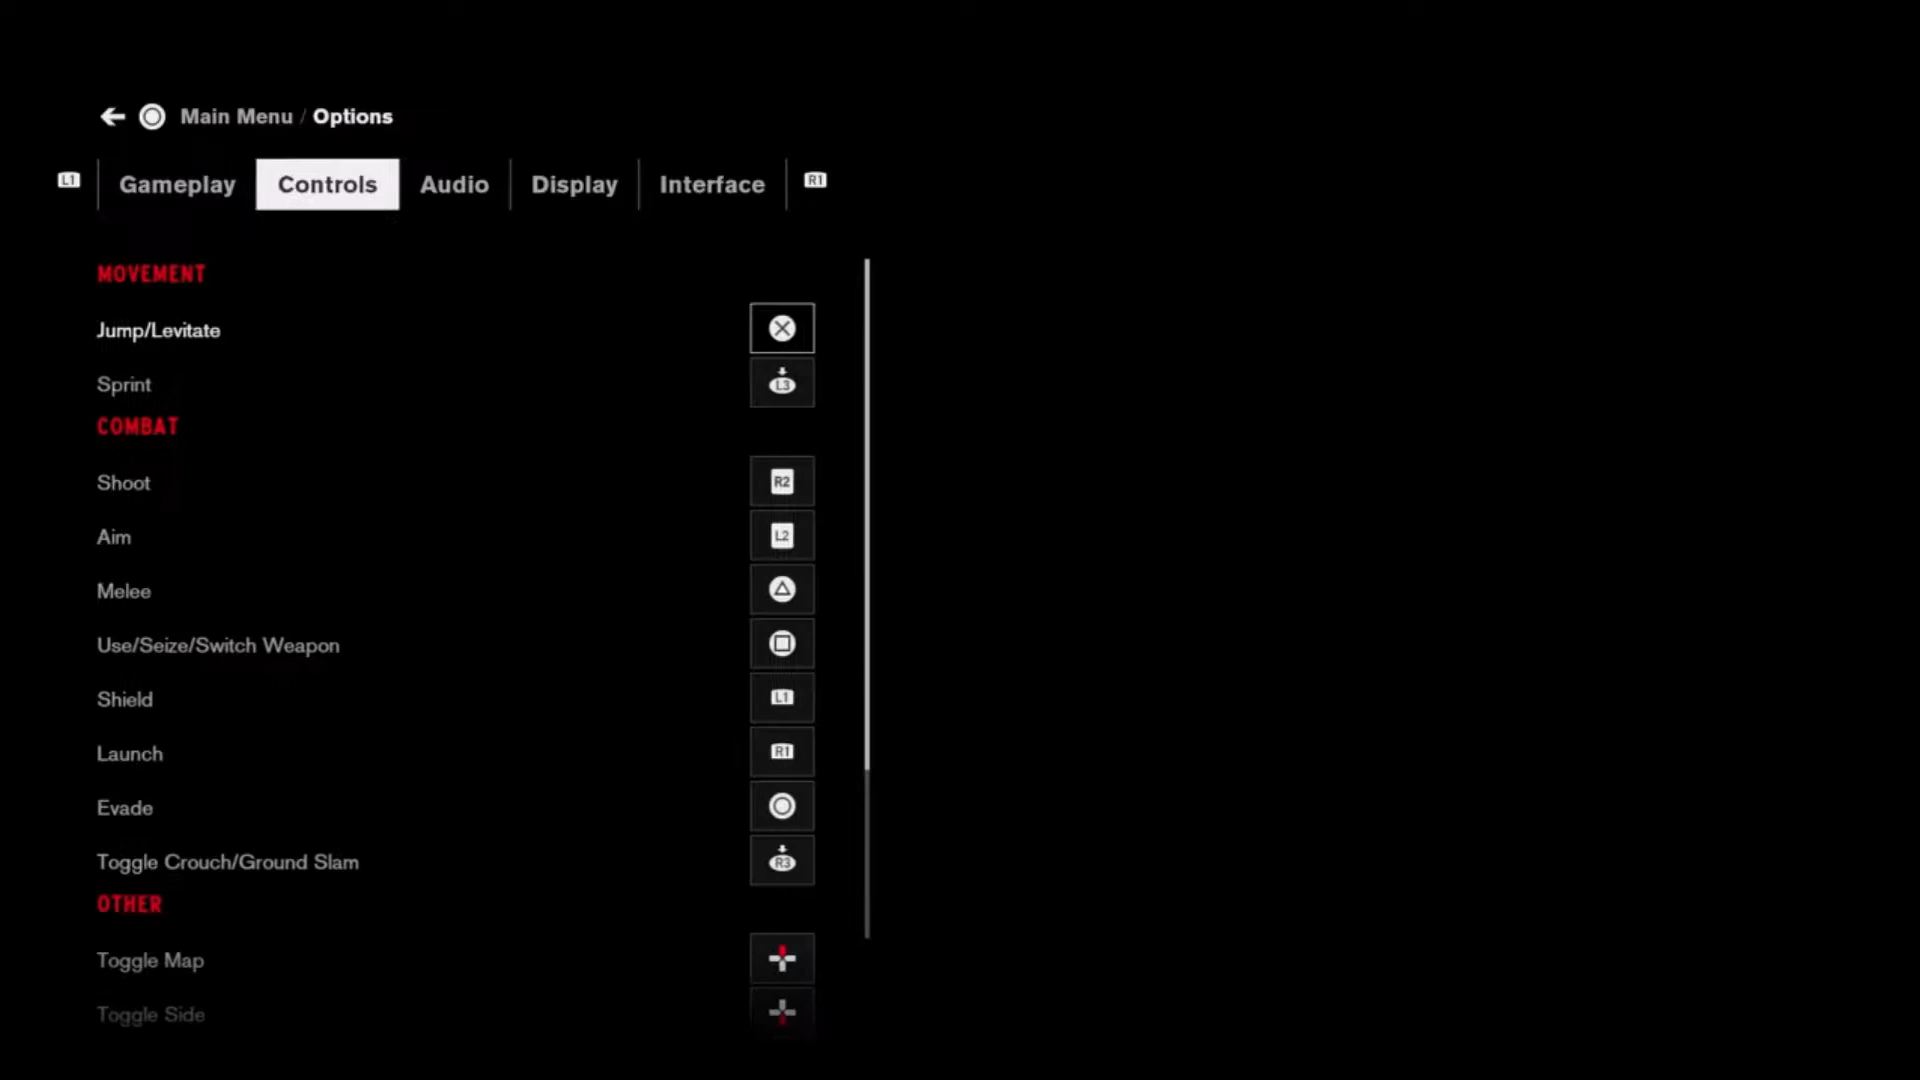 Main Menu / Options
L1 Gameplay Controls Audio Display Interface R1
MOVEMENT
Jump/Levitate
Sprint L3
COMBAT
Shoot R2
Aim L2
Melee
Use/Seize/Switch Weapon
Shield L1
Launch R1
Evade
Toggle Crouch/Ground Slam R3
OTHER
Toggle Map
Toggle Side